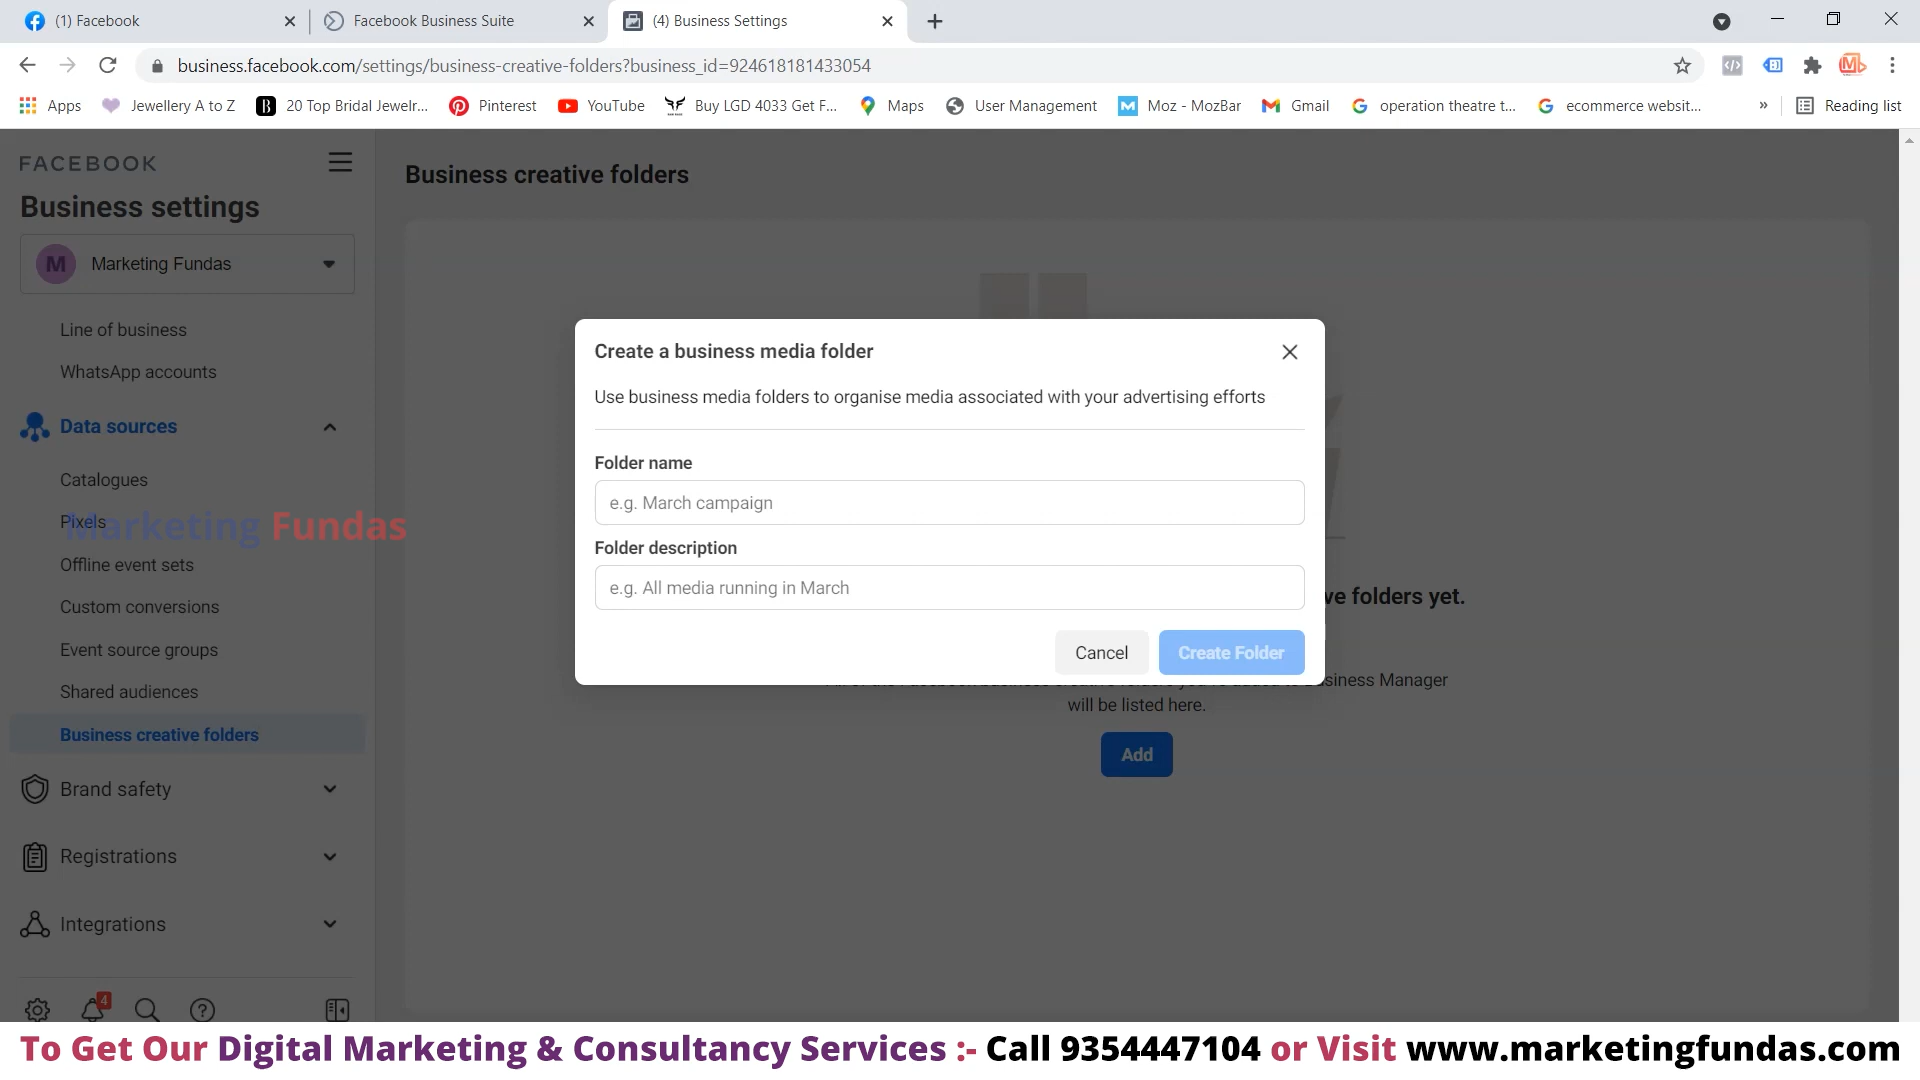 (1) Facebook
Facebook Business Suite
(4) Business Settings
business.facebook.com/settings/business-creative-folders?business_id=924618181433054
Apps
Jewellery A to Z
20 Top Bridal Jewelr...
Pinterest
YouTube
Buy LGD 4033 Get F...
Maps
User Management
Moz - MozBar
Gmail
operation theatre t...
ecommerce websit...
»
Reading list
FACEBOOK
Business settings
M Marketing Fundas
Line of business
WhatsApp accounts
Data sources
Catalogues
Pixels
Marketing Fundas
Offline event sets
Custom conversions
Event source groups
Shared audiences
Business creative folders
Brand safety
Registrations
Integrations
4
Business creative folders
Create a business media folder
Use business media folders to organise media associated with your advertising efforts
Folder name
e.g. March campaign
Folder description
e.g. All media running in March
Cancel
Create Folder
ve folders yet.
siness Manager
will be listed here.
Add
To Get Our Digital Marketing & Consultancy Services :- Call 9354447104 or Visit www.marketingfundas.com